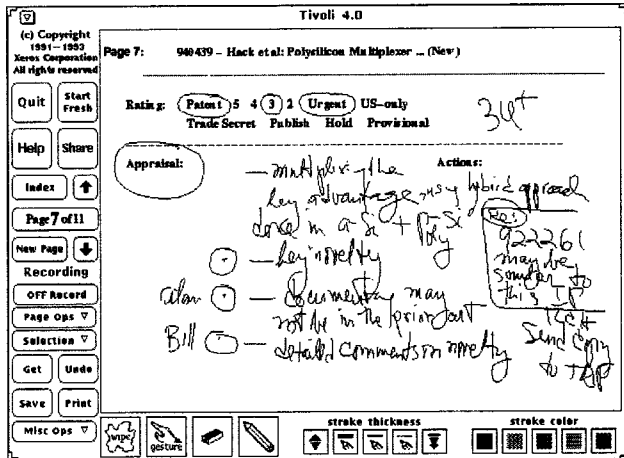 Tivoli 4.0
(c) Copyright
1991-1993
Xerox Corporation
All rights reserved
Page 7: 940439 - Hack et al: Polysilicon Multiplexer ... (New)
Quit
Start Fresh
Rating: Patent 5 4 3 2 Urgent US-only
Trade Secret Publish Hold Provisional
34+
Help
Share
Appraisal:
Actions:
— multiplexing the
key advantage using hybrid approach
done in a-Si + p-Si
Poly
— key novelty
— documentary may
not be in the prior art
Bill
— detailed comments on novelty
Re:
92226(
may be
similar to
this IP
send copy
to
Index
Page 7 of 11
New Page
Recording
OFF Record
Page Ops ▽
Selection ▽
Get
Undo
Save
Print
Misc Ops ▽
wipe
gesture
stroke thickness
stroke color